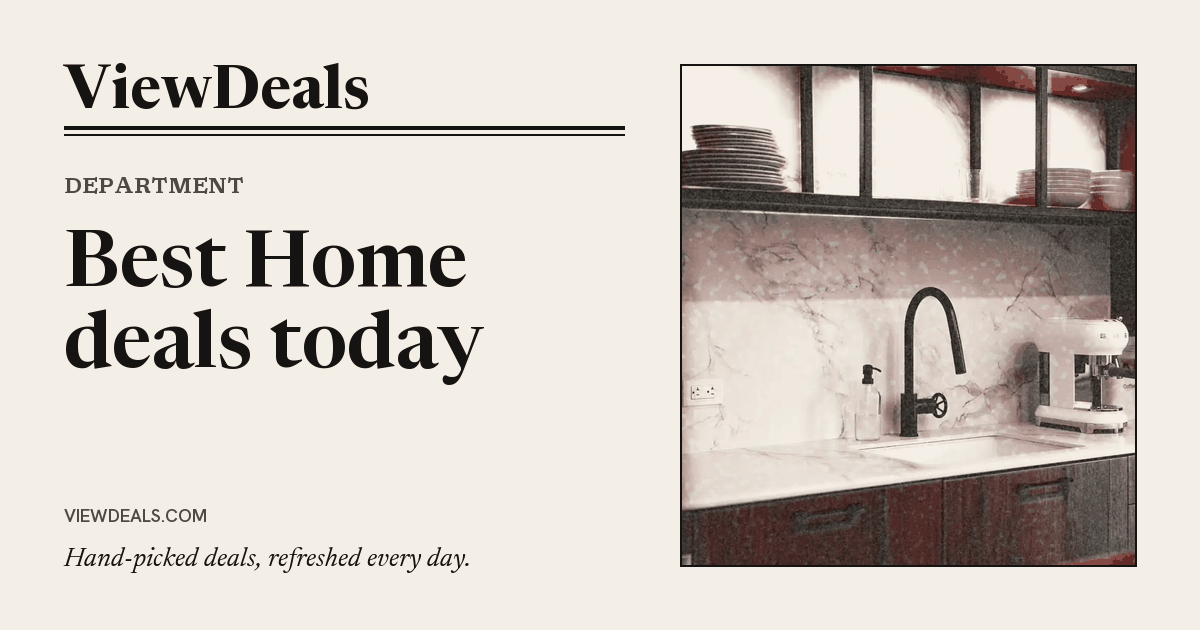 ViewDeals
DEPARTMENT
Best Home
deals today
VIEWDEALS.COM
Hand-picked deals, refreshed every day.